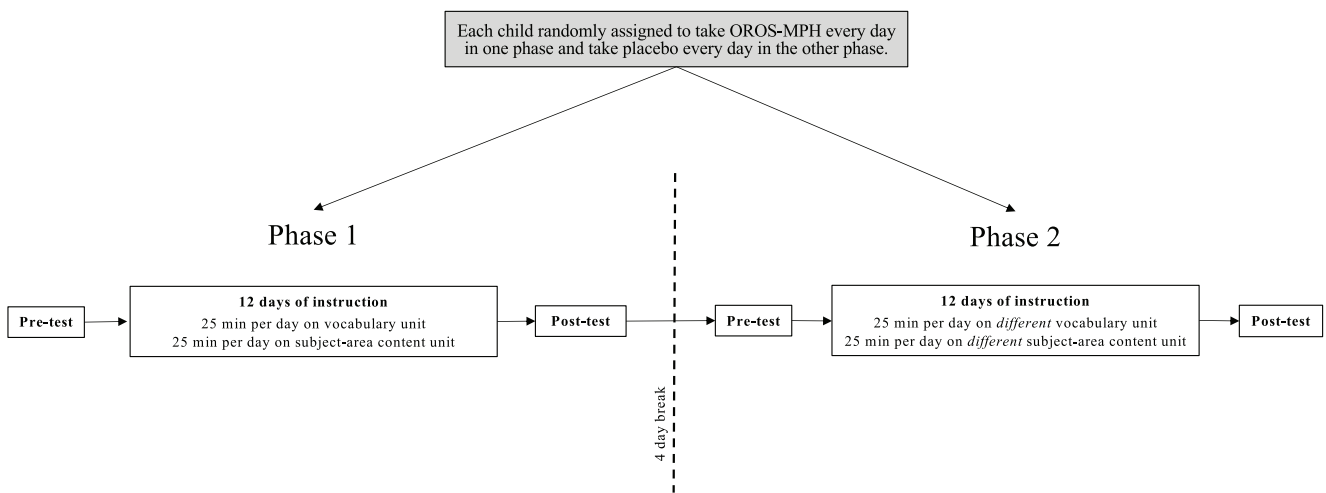 Each child randomly assigned to take OROS-MPH every day
in one phase and take placebo every day in the other phase.
Phase 1
Phase 2
Pre-test
12 days of instruction
25 min per day on vocabulary unit
25 min per day on subject-area content unit
Post-test
4 day break
Pre-test
12 days of instruction
25 min per day on different vocabulary unit
25 min per day on different subject-area content unit
Post-test